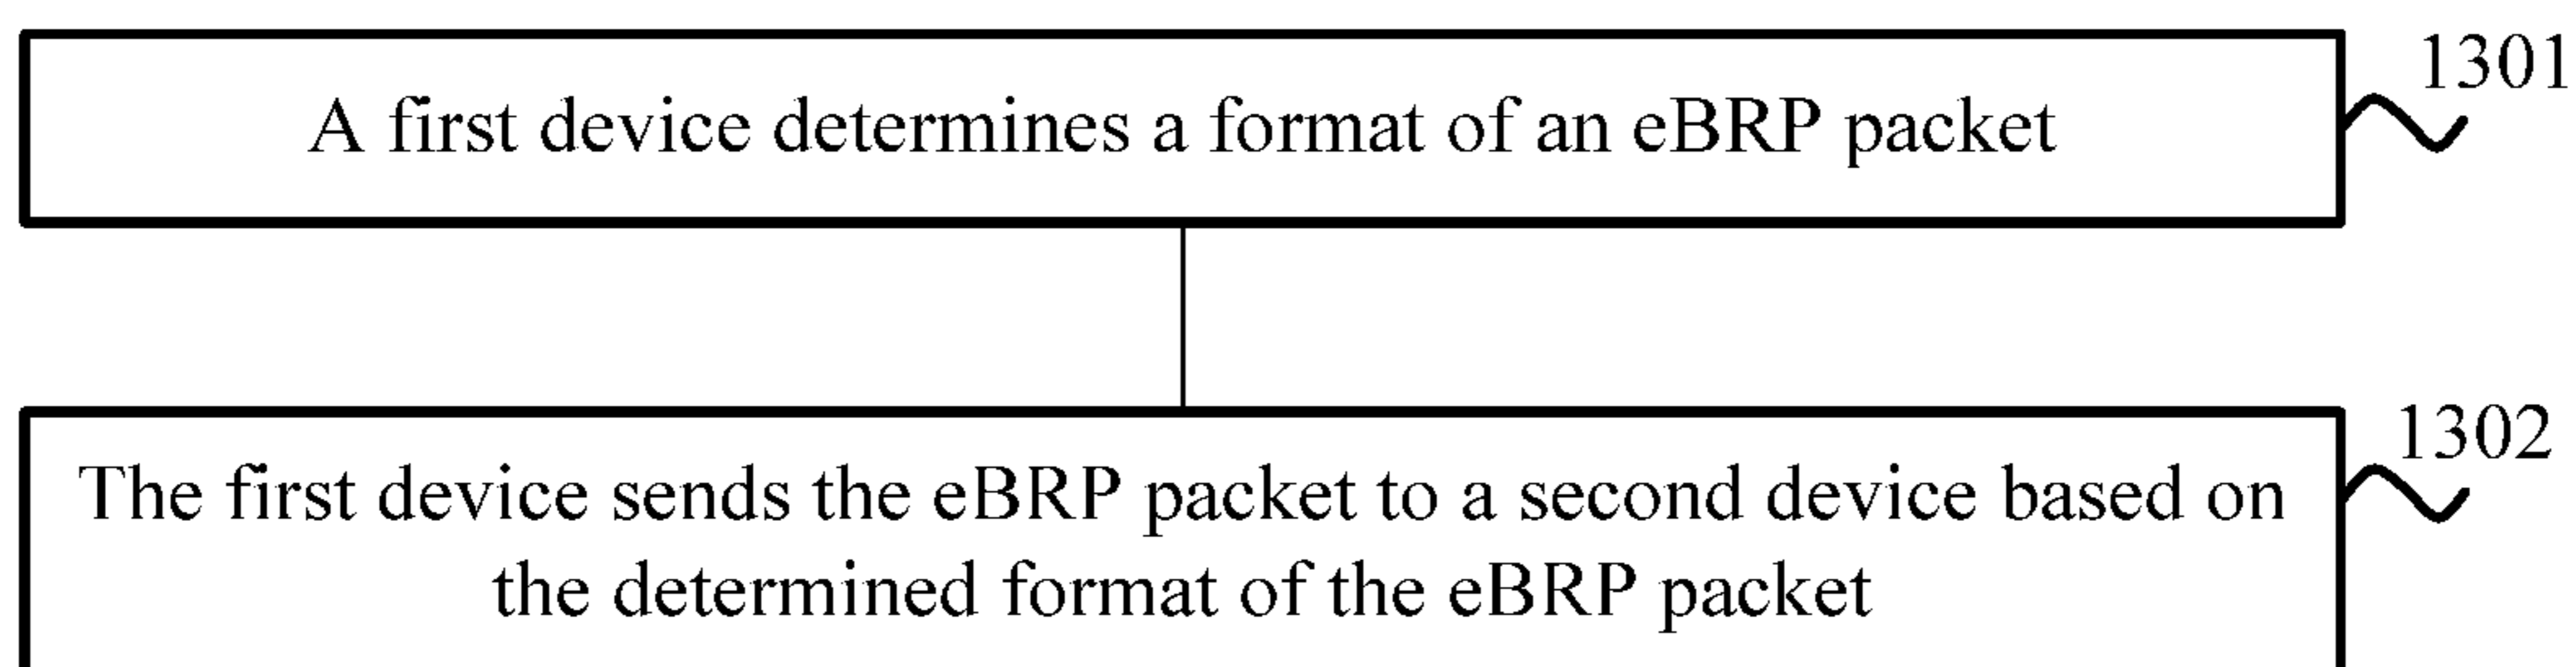 1301
A first device determines a format of an eBRP packet
1302
The first device sends the eBRP packet to a second device based on
the determined format of the eBRP packet